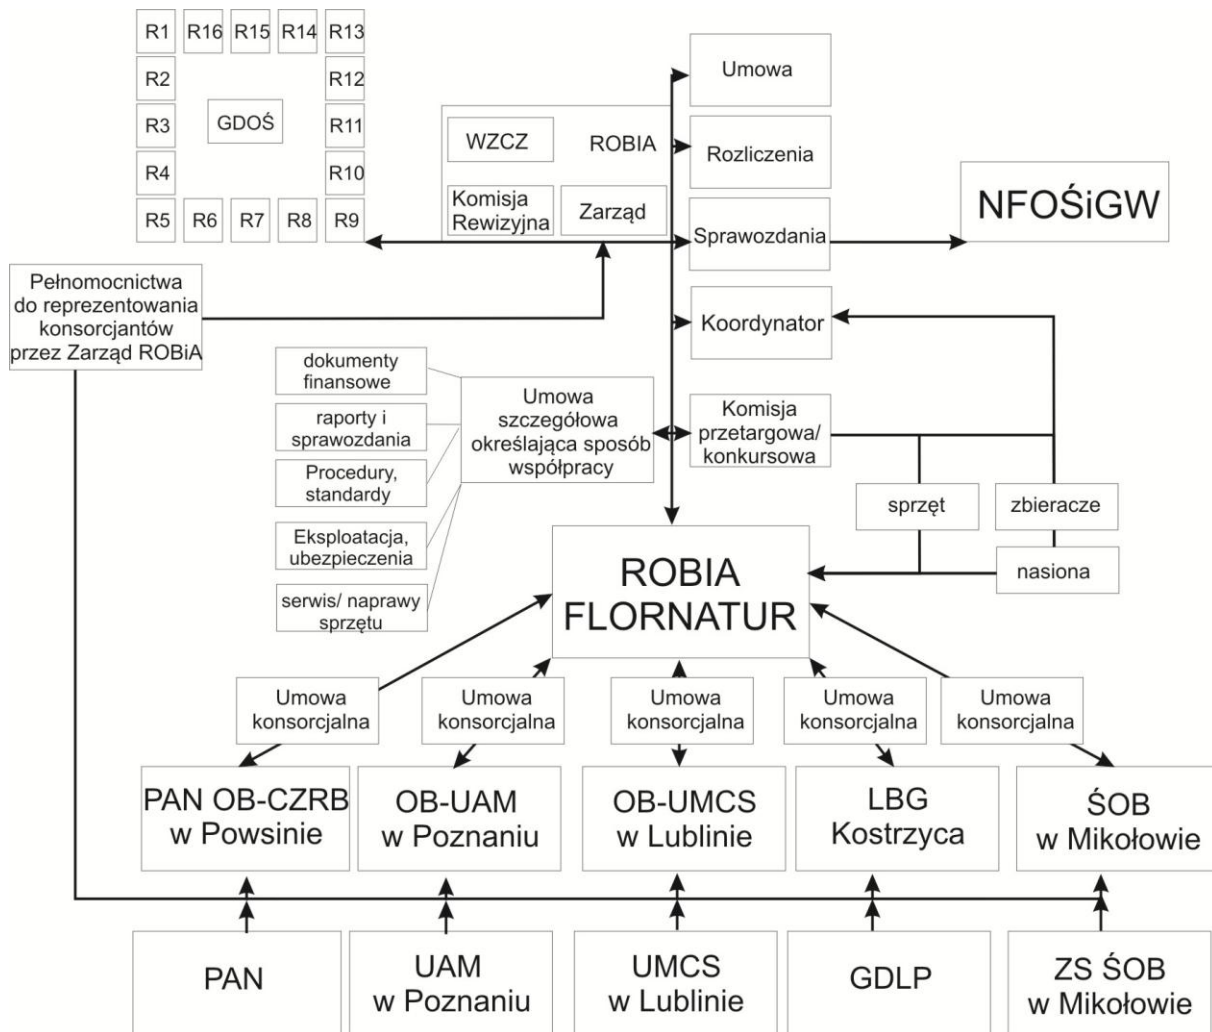 R1 R16 R15 R14 R13
R2
R12
R3
GDOŚ
R11
R4
R10
R5 R6 R7 R8 R9
WZCZ
ROBIA
Komisja
Rewizyjna
Zarząd
Umowa
Rozliczenia
Sprawozdania
NFOŚiGW
Koordynator
Pełnomocnictwa
do reprezentowania
konsorcjantów
przez Zarząd ROBiA
dokumenty
finansowe
raporty i
sprawozdania
Procedury,
standardy
Eksploatacja,
ubezpieczenia
serwis/ naprawy
sprzętu
Umowa
szczegółowa
określająca sposób
współpracy
Komisja
przetargowa/
konkursowa
sprzęt
zbieracze
nasiona
ROBIA
FLORNATUR
Umowa
konsorcjalna
Umowa
konsorcjalna
Umowa
konsorcjalna
Umowa
konsorcjalna
Umowa
konsorcjalna
PAN OB-CZRB
w Powsinie
OB-UAM
w Poznaniu
OB-UMCS
w Lublinie
LBG
Kostrzyca
ŚOB
w Mikołowie
PAN
UAM
w Poznaniu
UMCS
w Lublinie
GDLP
ZS ŚOB
w Mikołowie